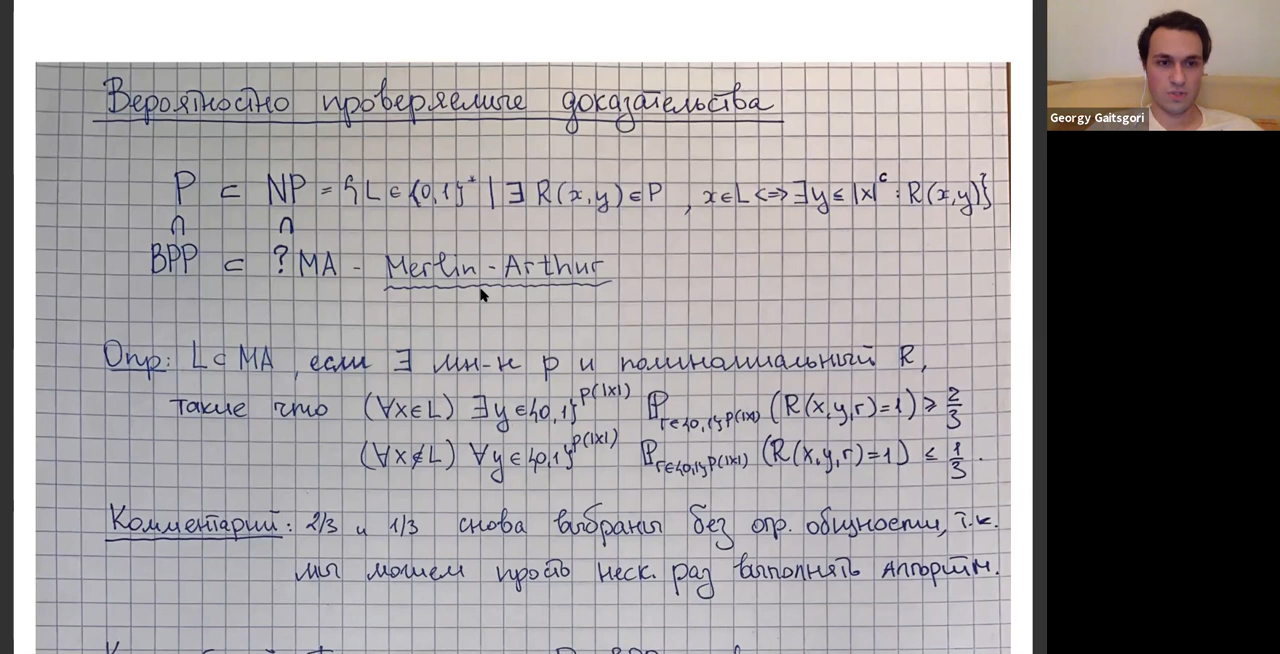 Вероятностно проверяемые доказательства
P ⊂ NP = {L ∈ {0,1}* | ∃ R(x,y) ∈ P , x∈L <=> ∃y ≤ |x|^c : R(x,y)}
∩ ∩
BPP ⊂ ? MA - Merlin - Arthur
Опр: L ⊂ MA , если ∃ мн-н p и полиномиальный R,
такие что (∀x∈L) ∃y∈{0,1}^p(|x|) ℙ_r∈{0,1}^p(|x|) (R(x,y,r)=1) ≥ 2/3
(∀x∉L) ∀y∈{0,1}^p(|x|) ℙ_r∈{0,1}^p(|x|) (R(x,y,r)=1) ≤ 1/3 .
Комментарий: 2/3 и 1/3 снова выбраны без огр. общности, т.к.
мы можем просто неск. раз выполнять алгоритм.
Georgy Gaitsgori